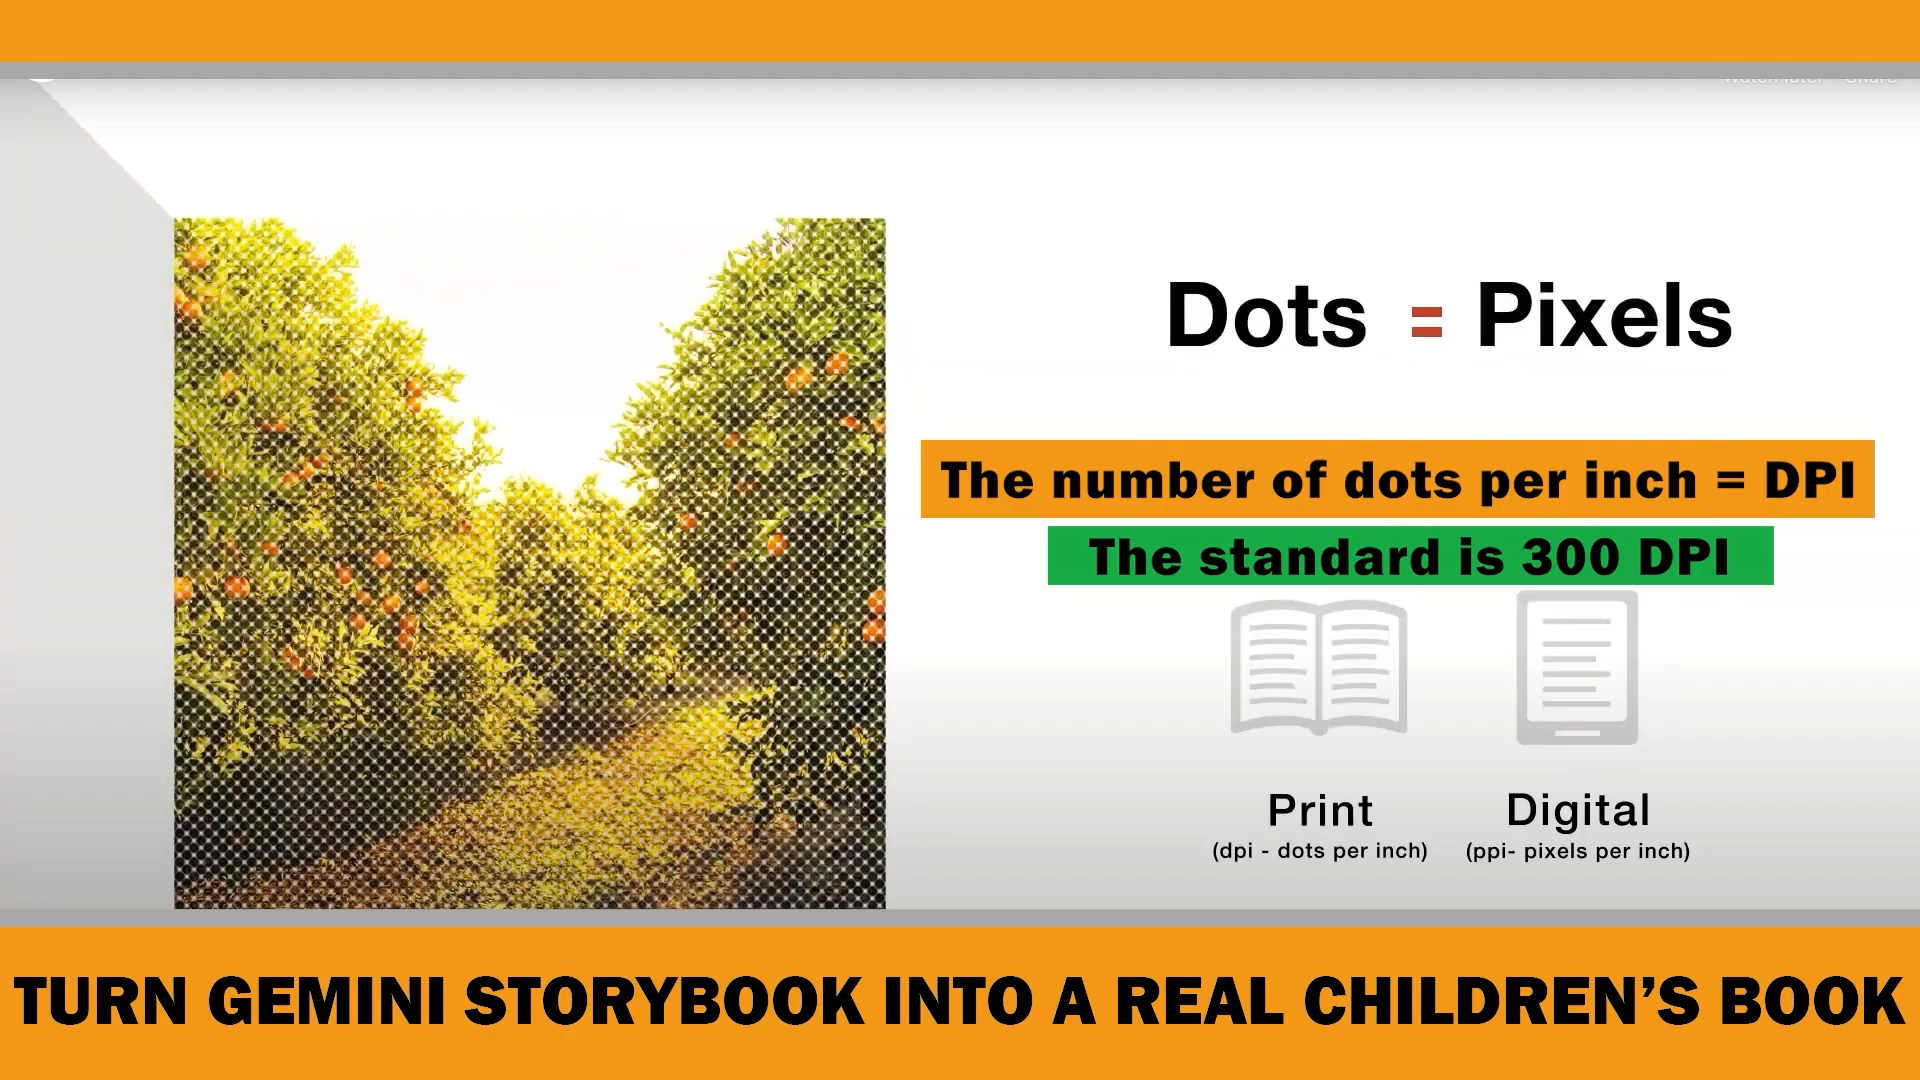 Dots = Pixels
The number of dots per inch = DPI
The standard is 300 DPI
Print
(dpi - dots per inch)
Digital
(ppi- pixels per inch)
TURN GEMINI STORYBOOK INTO A REAL CHILDREN’S BOOK